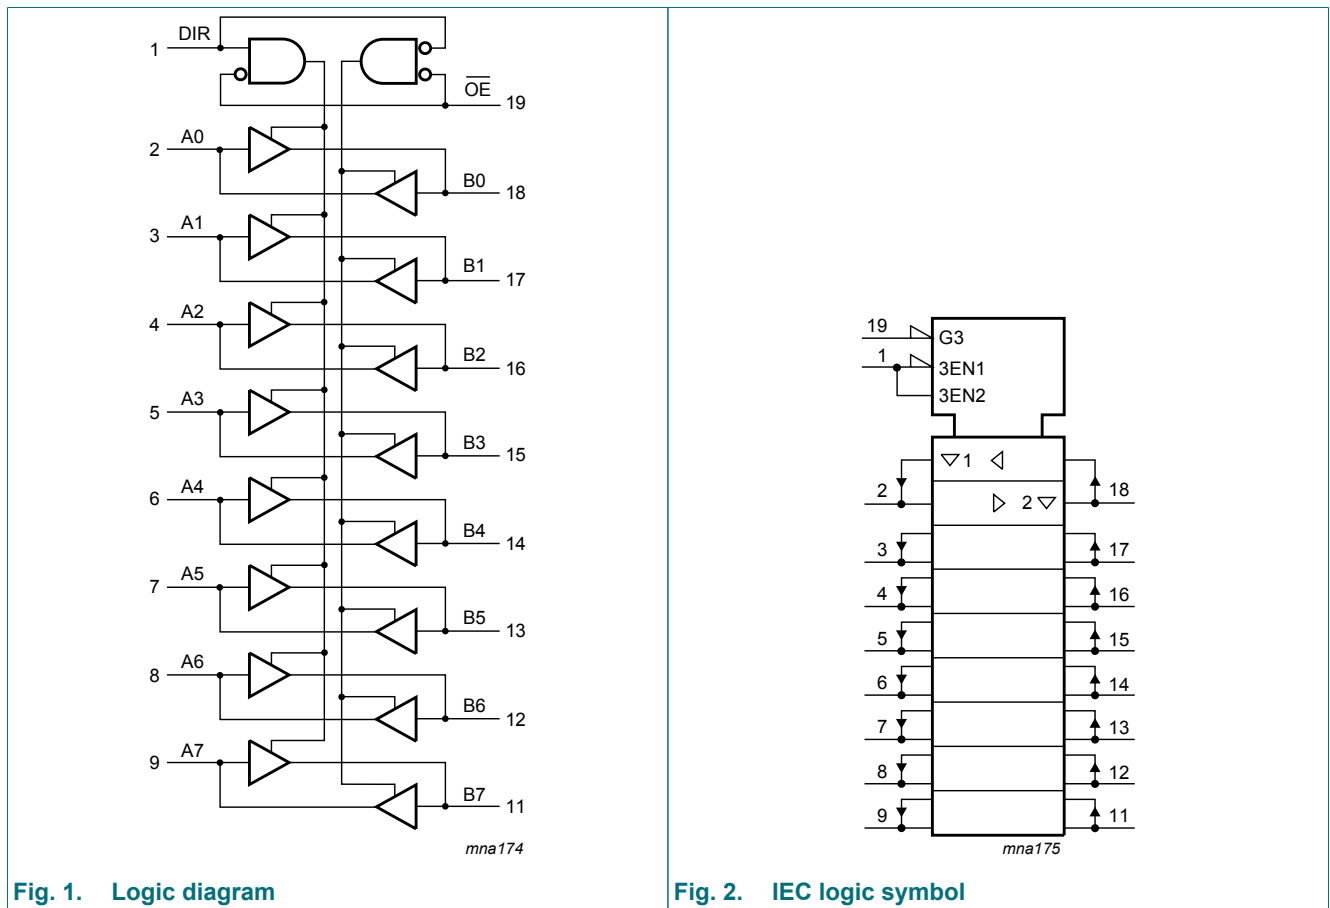 DIR
1
OE
19
A0
2
B0
18
A1
3
B1
17
A2
4
B2
16
A3
5
B3
15
A4
6
B4
14
A5
7
B5
13
A6
8
B6
12
A7
9
B7
11
mna174
Fig. 1. Logic diagram
19
G3
1
3EN1
3EN2
1
2
18
2
3
17
4
16
5
15
6
14
7
13
8
12
9
11
mna175
Fig. 2. IEC logic symbol